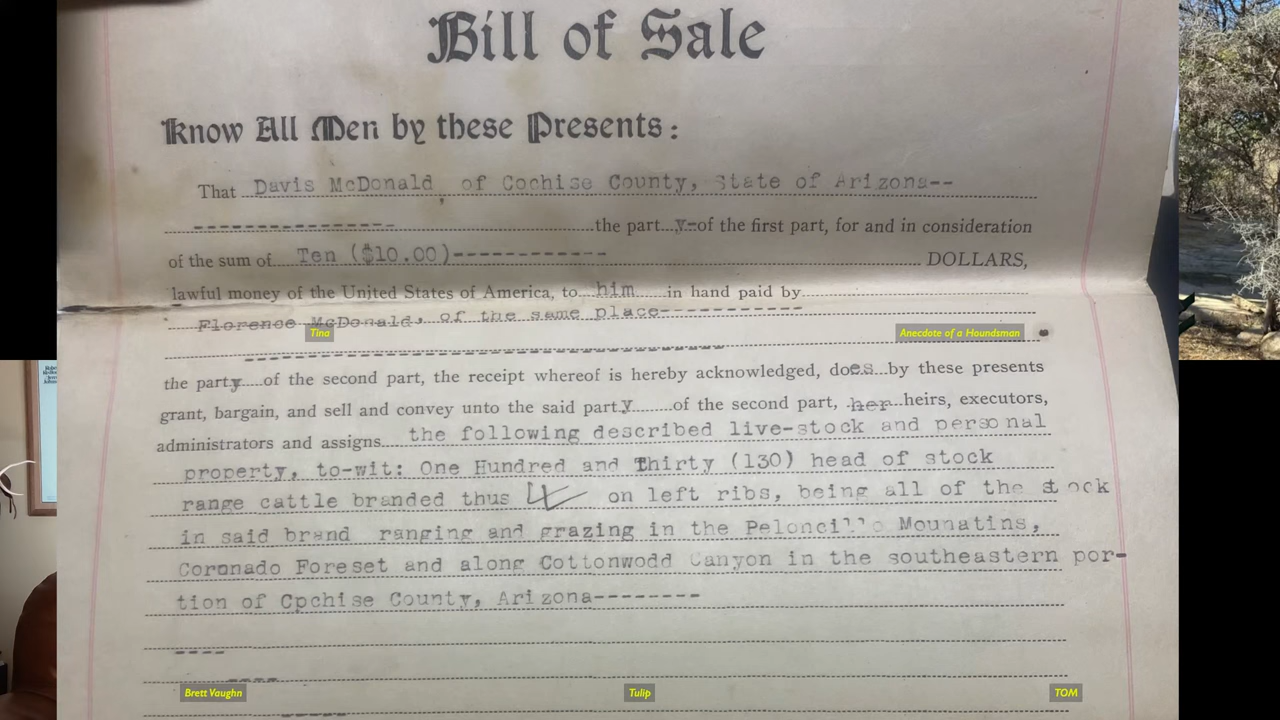 Bill of Sale
Know All Men by these Presents:
That Davis McDonald, of Cochise County, State of Arizona--
---------------the part y-of the first part, for and in consideration
of the sum of Ten ($10.00)------------ DOLLARS,
lawful money of the United States of America, to him in hand paid by
Florence McDonald, of the same place-----------
Tina
Anecdote of a Houndsman
the party of the second part, the receipt whereof is hereby acknowledged, does by these presents
grant, bargain, and sell and convey unto the said party of the second part, her heirs, executors,
administrators and assigns the following described live-stock and personal
property, to-wit: One Hundred and Thirty (130) head of stock
range cattle branded thus on left ribs, being all of the stock
in said brand ranging and grazing in the Peloncillo Mounatins,
Coronado Foreset and along Cottonwodd Canyon in the southeastern por-
tion of Cpchise County, Arizona--------
Brett Vaughn
Tulip
TOM